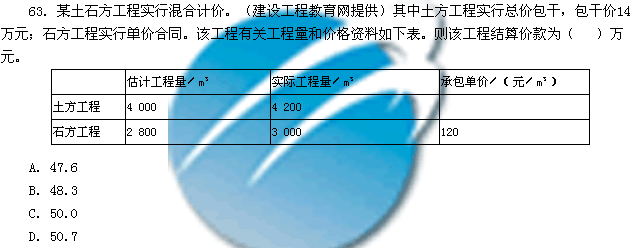 63. 某土石方工程实行混合计价。（建设工程教育网提供）其中土方工程实行总价包干，包干价14
万元；石方工程实行单价合同。该工程有关工程量和价格资料如下表。则该工程结算价款为（　）万
元。
估计工程量/m³ 实际工程量/m³ 承包单价/（元/m³）
土方工程 4 000 4 200
石方工程 2 800 3 000 120
A. 47.6
B. 48.3
C. 50.0
D. 50.7